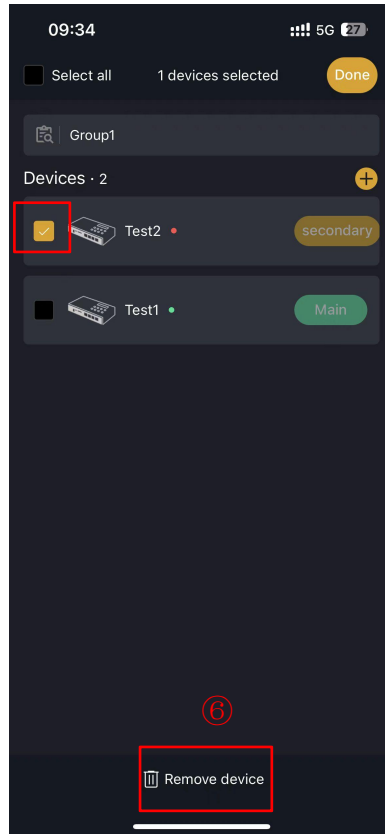 09:34 5G 27
Select all 1 devices selected Done
Group1
Devices · 2
Test2 secondary
Test1 Main
⑥
Remove device